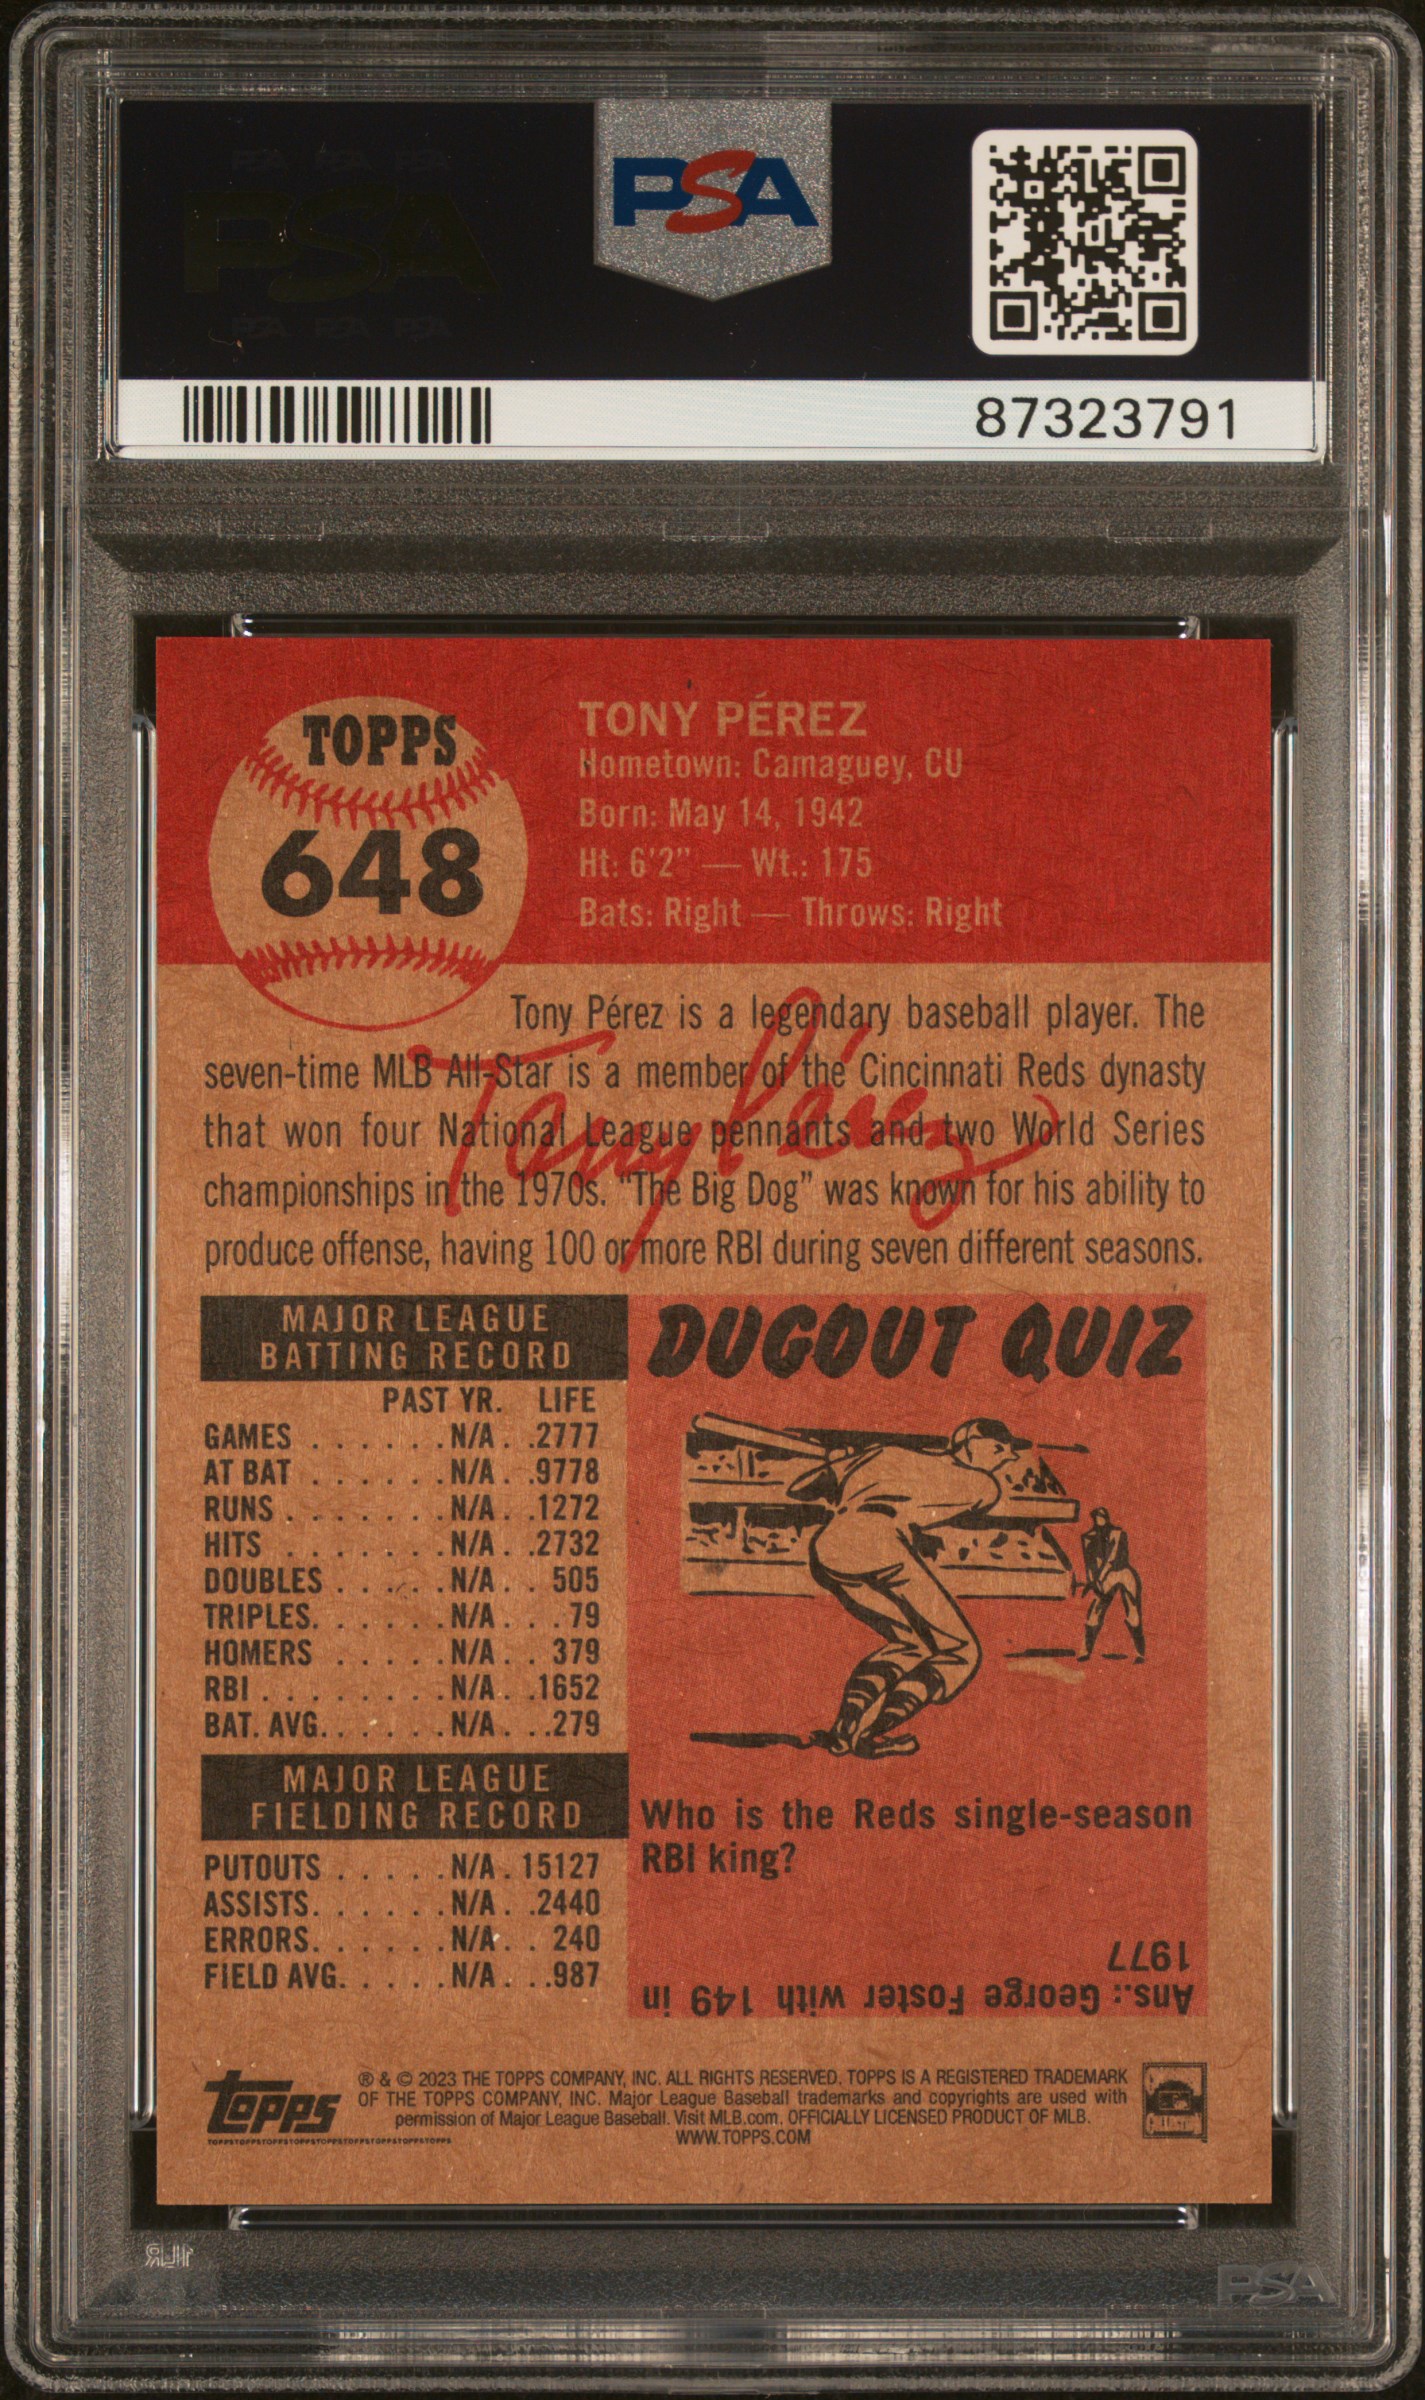 PSA PSA PSA
PSA
PSA PSA PSA
PSA
87323791
TOPPS
648
TONY PÉREZ
Hometown: Camaguey, CU
Born: May 14, 1942
Ht: 6'2” — Wt.: 175
Bats: Right — Throws: Right
Tony Pérez is a legendary baseball player. The
seven-time MLB All-Star is a member of the Cincinnati Reds dynasty
that won four National League pennants and two World Series
championships in the 1970s. “The Big Dog” was known for his ability to
produce offense, having 100 or more RBI during seven different seasons.
Tony Pérez
MAJOR LEAGUE
BATTING RECORD
PAST YR. LIFE
GAMES . . . . . . N/A . . 2777
AT BAT . . . . . . N/A . . 9778
RUNS . . . . . . . N/A . . 1272
HITS . . . . . . . N/A . . 2732
DOUBLES . . . . . N/A . . 505
TRIPLES. . . . . . N/A . . . 79
HOMERS . . . . . N/A . . 379
RBI . . . . . . . . N/A . . 1652
BAT. AVG. . . . . . N/A . . .279
MAJOR LEAGUE
FIELDING RECORD
PUTOUTS . . . . . N/A . 15127
ASSISTS. . . . . . N/A . . 2440
ERRORS. . . . . . N/A . . 240
FIELD AVG. . . . . N/A . . .987
DUGOUT QUIZ
Who is the Reds single-season
RBI king?
Ans.: George Foster with 149 in
1977
topps
TOPPSTOPPSTOPPSTOPPSTOPPSTOPPSTOPPSTOPPSTOPPS
® & © 2023 THE TOPPS COMPANY, INC. ALL RIGHTS RESERVED. TOPPS IS A REGISTERED TRADEMARK
OF THE TOPPS COMPANY, INC. Major League Baseball trademarks and copyrights are used with
permission of Major League Baseball. Visit MLB.com. OFFICIALLY LICENSED PRODUCT OF MLB.
WWW.TOPPS.COM
PSA